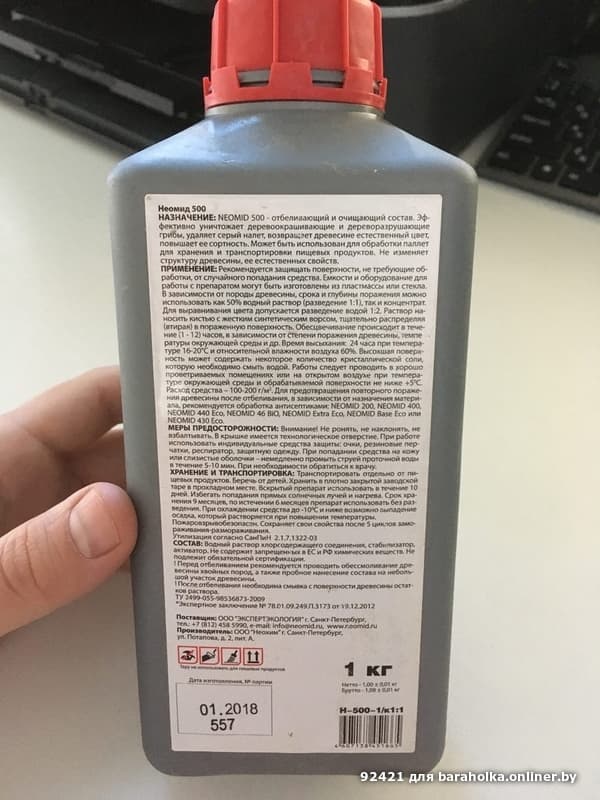 Неомид 500
НАЗНАЧЕНИЕ: NEOMID 500 - отбеливающий и очищающий состав. Эф-
фективно уничтожает деревоокрашивающие и дереворазрушающие
грибы, удаляет серый налет, возвращает древесине естественный цвет,
повышает ее сортность. Может быть использован для обработки паллет
для хранения и транспортировки пищевых продуктов. Не изменяет
структуру древесины, ее естественных свойств.
ПРИМЕНЕНИЕ: Рекомендуется защищать поверхности, не требующие об-
работки, от случайного попадания средства. Емкости и оборудование для
работы с препаратом могут быть изготовлены из пластмассы или стекла.
В зависимости от породы древесины, срока и глубины поражения можно
использовать как 50% водный раствор (разведение 1:1), так и концентрат.
Для выравнивания цвета допускается разведение водой 1:2. Раствор на-
носить кистью с жестким синтетическим ворсом, тщательно распределяя
(втирая) в пораженную поверхность. Обесцвечивание происходит в тече-
ние (1 - 12) часов, в зависимости от степени поражения древесины, темпе-
ратуры окружающей среды и др. Время высыхания: 24 часа при темпера-
туре 16-20°С и относительной влажности воздуха 60%. Высохшая поверх-
ность может содержать некоторое количество кристаллической соли,
которую необходимо смыть водой. Работы следует проводить в хорошо
проветриваемых помещениях или на открытом воздухе при темпера-
туре окружающей среды и обрабатываемой поверхности не ниже +5°С.
Расход средства – 100-200 г/м². Для предотвращения повторного пораже-
ния древесины после отбеливания, в зависимости от назначения матери-
ала, рекомендуется обработка антисептиками: NEOMID 200, NEOMID 400,
NEOMID 440 Eco, NEOMID 46 BiO, NEOMID Extra Eco, NEOMID Base Eco или
NEOMID 430 Eco.
МЕРЫ ПРЕДОСТОРОЖНОСТИ: Внимание! Не ронять, не наклонять, не
взбалтывать. В крышке имеется технологическое отверстие. При работе
использовать индивидуальные средства защиты: очки, резиновые пер-
чатки, респиратор, защитную одежду. При попадании средства на кожу
или слизистые оболочки – немедленно промыть струей проточной воды
в течение 5-10 мин. При необходимости обратиться к врачу.
ХРАНЕНИЕ И ТРАНСПОРТИРОВКА: Транспортировать отдельно от пи-
щевых продуктов. Беречь от детей. Хранить в плотно закрытой заводской
таре в прохладном месте. Вскрытый препарат использовать в течение 10
дней. Избегать попадания прямых солнечных лучей и нагрева. Срок хра-
нения 9 месяцев, по истечении 6 месяцев препарат использовать без раз-
ведения. При охлаждении средства до -10°С и ниже возможно выпадение
осадка, который растворяется при повышении температуры.
Пожаровзрывобезопасен. Сохраняет свои свойства после 5 циклов замо-
раживания-размораживания.
Утилизация согласно СанПиН 2.1.7.1322-03
СОСТАВ: Водный раствор хлорсодержащего соединения, стабилизатор,
активатор. Не содержит запрещенных в ЕС и РФ химических веществ. Не
подлежит обязательной сертификации.
! Перед отбеливанием рекомендуется проводить обессмоливание дре-
весины хвойных пород, а также пробное нанесение состава на неболь-
шой участок древесины.
! После отбеливания необходима смывка с поверхности древесины остат-
ков раствора.
ТУ 2499-055-98536873-2009
*Экспертное заключение № 78.01.09.249.П.3173 от 19.12.2012
Поставщик: ООО "ЭКСПЕРТЭКОЛОГИЯ" г. Санкт-Петербург,
тел.: +7 (812) 458 5990, e-mail: info@neomid.ru, www.neomid.ru
Производитель: ООО "Неохим" г. Санкт-Петербург,
ул. Потапова, д. 2, лит. А.
Тару не использовать для пищевых продуктов
1 кг
Нетто - 1,00 ± 0,01 кг
Брутто - 1,08 ± 0,01 кг
Дата изготовления, № партии
01.2018
557
Н-500-1/к1:1
4607138451665
92421 для baraholka.onliner.by